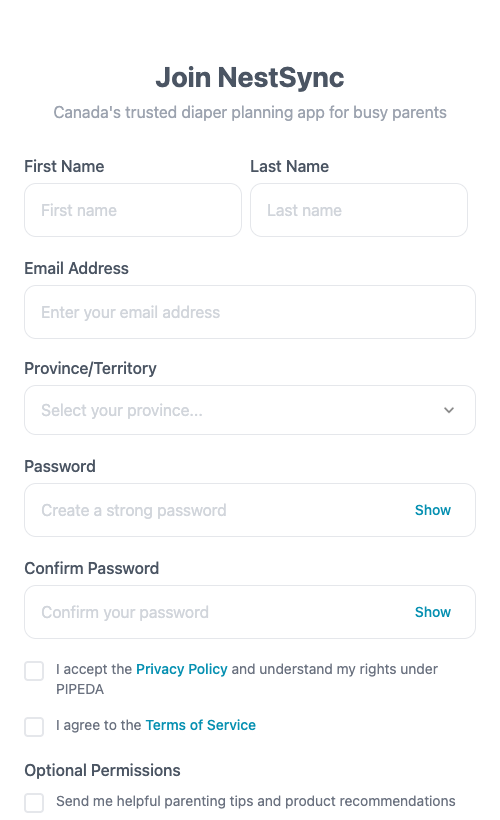 Join NestSync
Canada's trusted diaper planning app for busy parents
First Name
Last Name
First name
Last name
Email Address
Enter your email address
Province/Territory
Select your province...
Password
Create a strong password
Show
Confirm Password
Confirm your password
Show
I accept the Privacy Policy and understand my rights under
PIPEDA
I agree to the Terms of Service
Optional Permissions
Send me helpful parenting tips and product recommendations